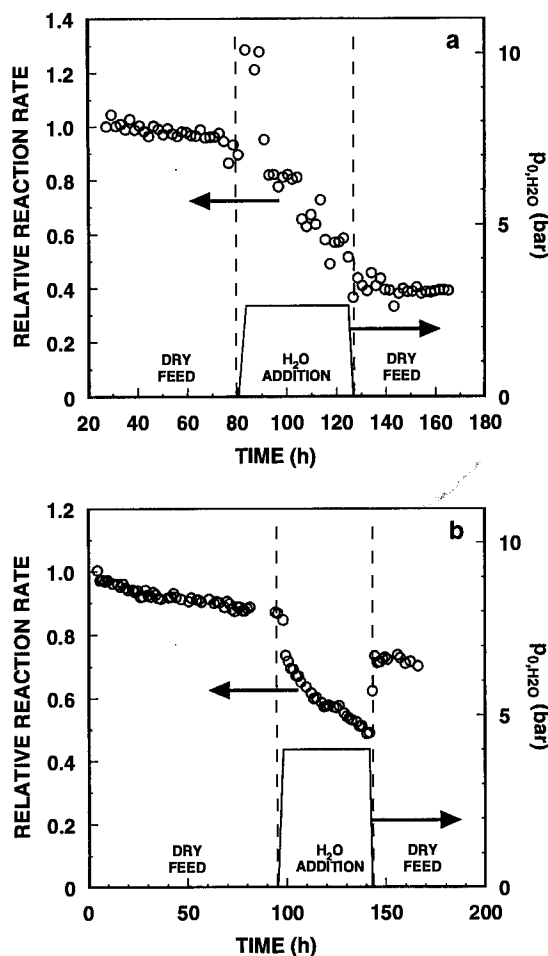 a
1.4
1.2
1.0
0.8
0.6
0.4
0.2
0
RELATIVE REACTION RATE
10
5
0
p0,H2O
(bar)
DRY
FEED
H2O
ADDITION
DRY
FEED
20 40 60 80 100 120 140 160 180
TIME (h)
b
1.2
1.0
0.8
0.6
0.4
0.2
0
RELATIVE REACTION RATE
10
5
0
p0,H2O
(bar)
DRY
FEED
H2O
ADDITION
DRY
FEED
0 50 100 150 200
TIME (h)